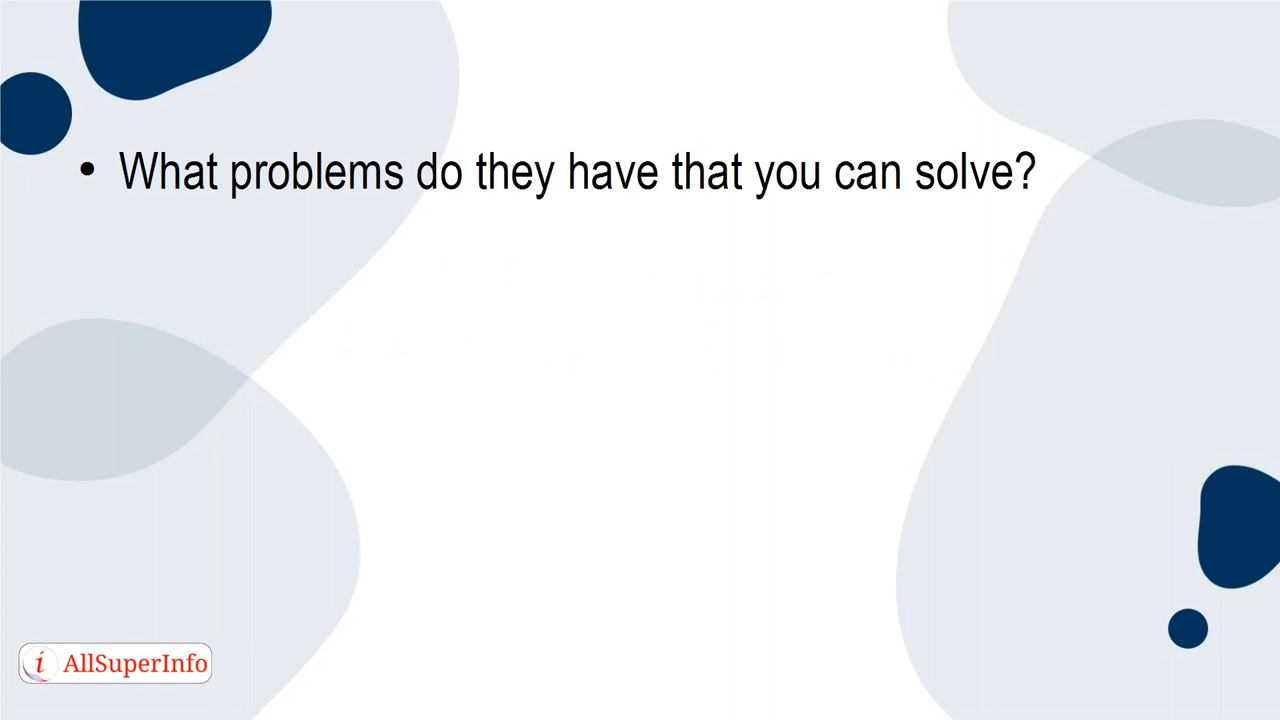 • What problems do they have that you can solve?
i AllSuperInfo